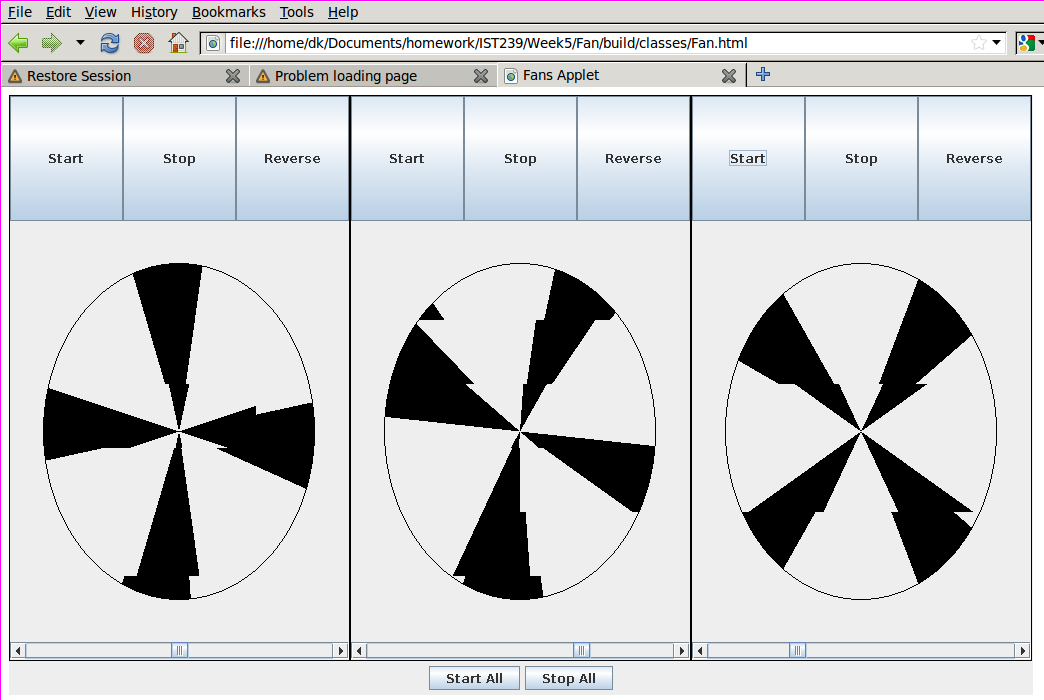 File Edit View History Bookmarks Tools Help
file:///home/dk/Documents/homework/IST239/Week5/Fan/build/classes/Fan.html
Restore Session Problem loading page Fans Applet
Start Stop Reverse Start Stop Reverse Start Stop Reverse
Start All Stop All